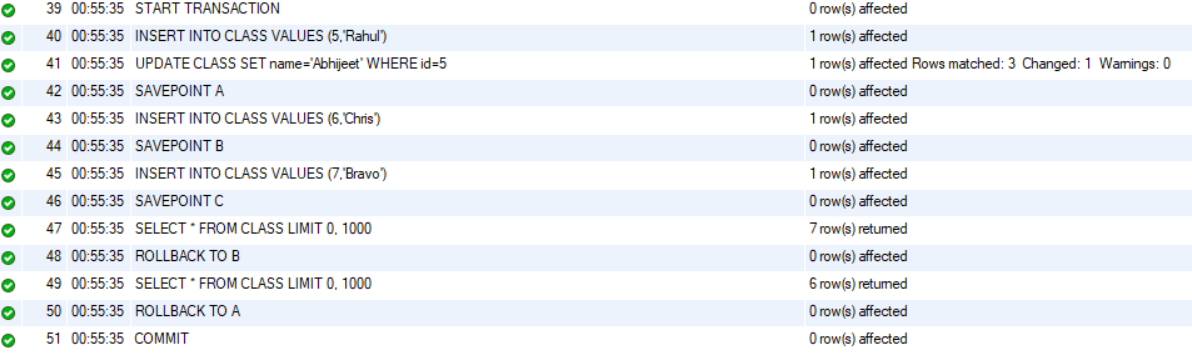 39 00:55:35 START TRANSACTION 0 row(s) affected
40 00:55:35 INSERT INTO CLASS VALUES (5,'Rahul') 1 row(s) affected
41 00:55:35 UPDATE CLASS SET name='Abhijeet' WHERE id=5 1 row(s) affected Rows matched: 3 Changed: 1 Warnings: 0
42 00:55:35 SAVEPOINT A 0 row(s) affected
43 00:55:35 INSERT INTO CLASS VALUES (6,'Chris') 1 row(s) affected
44 00:55:35 SAVEPOINT B 0 row(s) affected
45 00:55:35 INSERT INTO CLASS VALUES (7,'Bravo') 1 row(s) affected
46 00:55:35 SAVEPOINT C 0 row(s) affected
47 00:55:35 SELECT * FROM CLASS LIMIT 0, 1000 7 row(s) returned
48 00:55:35 ROLLBACK TO B 0 row(s) affected
49 00:55:35 SELECT * FROM CLASS LIMIT 0, 1000 6 row(s) returned
50 00:55:35 ROLLBACK TO A 0 row(s) affected
51 00:55:35 COMMIT 0 row(s) affected